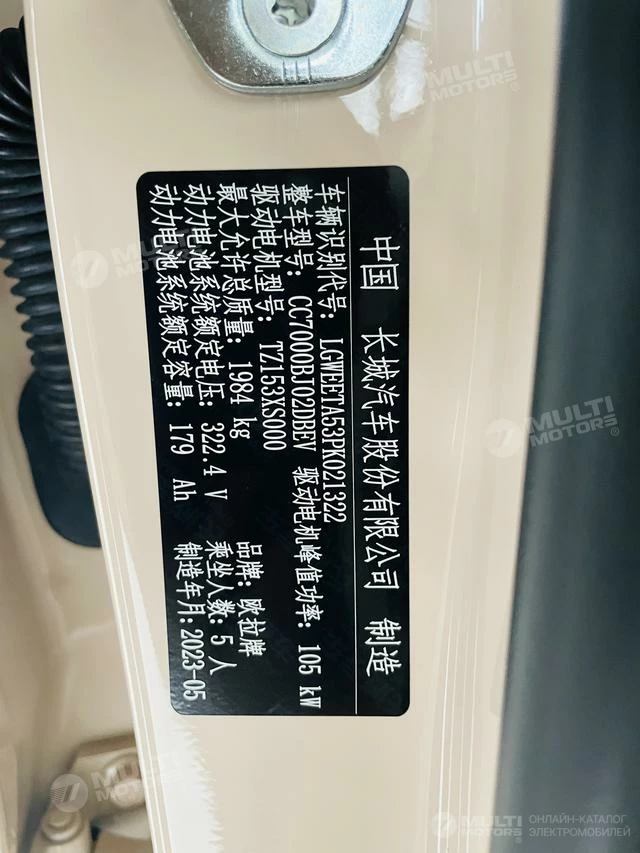 中国 长城汽车股份有限公司 制造
车辆识别代号: LGWEETA53PK021322
整车型号: CC7000BJ02DBEV 驱动电机峰值功率: 105 kW
驱动电机型号: TZ153XS000
最大允许总质量: 1984 kg 品牌: 欧拉牌
动力电池系统额定电压: 322.4 V 乘坐人数: 5 人
动力电池系统额定容量: 179 Ah 制造年月: 2023-05
MULTI MOTORS®
MULTI MOTORS®
MULTI MOTORS®
MULTI MOTORS®
MULTI MOTORS® ОНЛАЙН-КАТАЛОГ ЭЛЕКТРОМОБИЛЕЙ